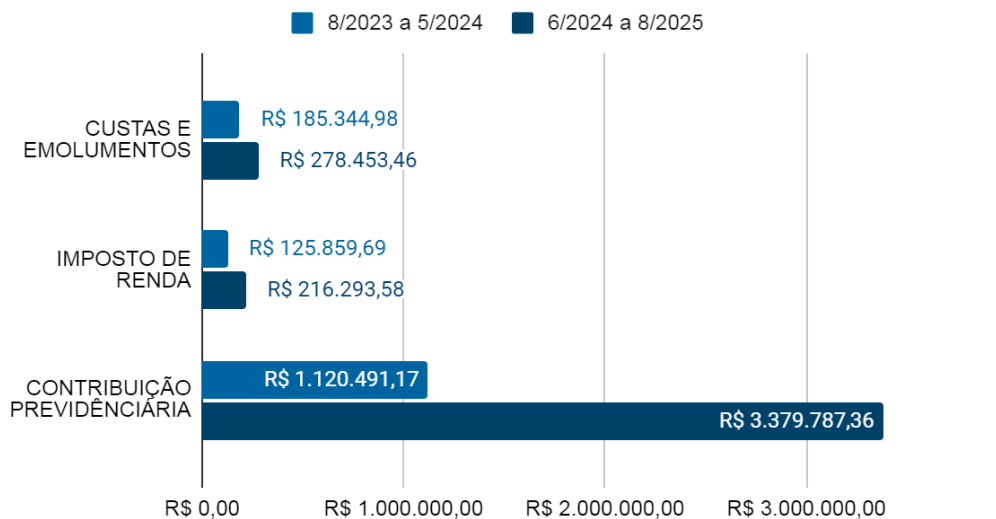 8/2023 a 5/2024 6/2024 a 8/2025
CUSTAS E
EMOLUMENTOS
R$ 185.344,98
R$ 278.453,46
IMPOSTO DE
RENDA
R$ 125.859,69
R$ 216.293,58
CONTRIBUIÇÃO
PREVIDÊNCIÁRIA
R$ 1.120.491,17
R$ 3.379.787,36
R$ 0,00 R$ 1.000.000,00 R$ 2.000.000,00 R$ 3.000.000,00